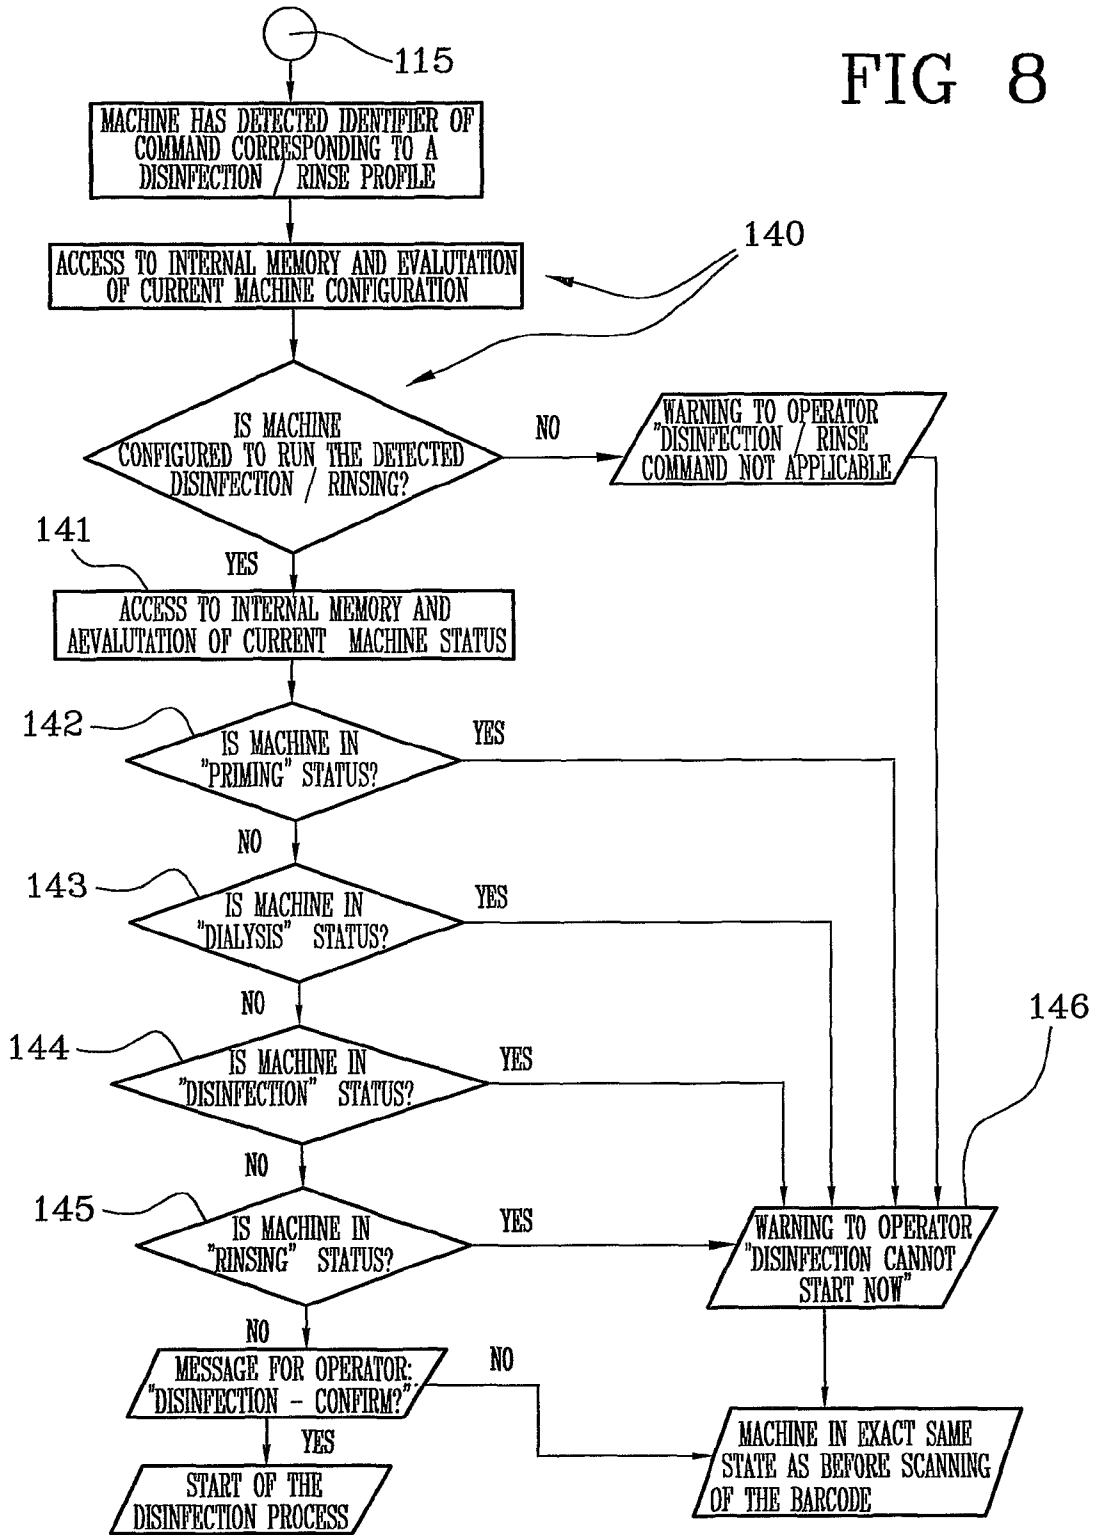 115
FIG 8
MACHINE HAS DETECTED IDENTIFIER OF
COMMAND CORRESPONDING TO A
DISINFECTION / RINSE PROFILE
140
ACCESS TO INTERNAL MEMORY AND EVALUTATION
OF CURRENT MACHINE CONFIGURATION
IS MACHINE
CONFIGURED TO RUN THE DETECTED
DISINFECTION / RINSING?
NO
WARNING TO OPERATOR
"DISINFECTION / RINSE
COMMAND NOT APPLICABLE
YES
141
ACCESS TO INTERNAL MEMORY AND
AEVALUTATION OF CURRENT MACHINE STATUS
142
IS MACHINE IN
"PRIMING" STATUS?
YES
NO
143
IS MACHINE IN
"DIALYSIS" STATUS?
YES
NO
144
IS MACHINE IN
"DISINFECTION" STATUS?
YES
146
NO
145
IS MACHINE IN
"RINSING" STATUS?
YES
WARNING TO OPERATOR
"DISINFECTION CANNOT
START NOW"
NO
MESSAGE FOR OPERATOR:
"DISINFECTION - CONFIRM?"
NO
YES
START OF THE
DISINFECTION PROCESS
MACHINE IN EXACT SAME
STATE AS BEFORE SCANNING
OF THE BARCODE